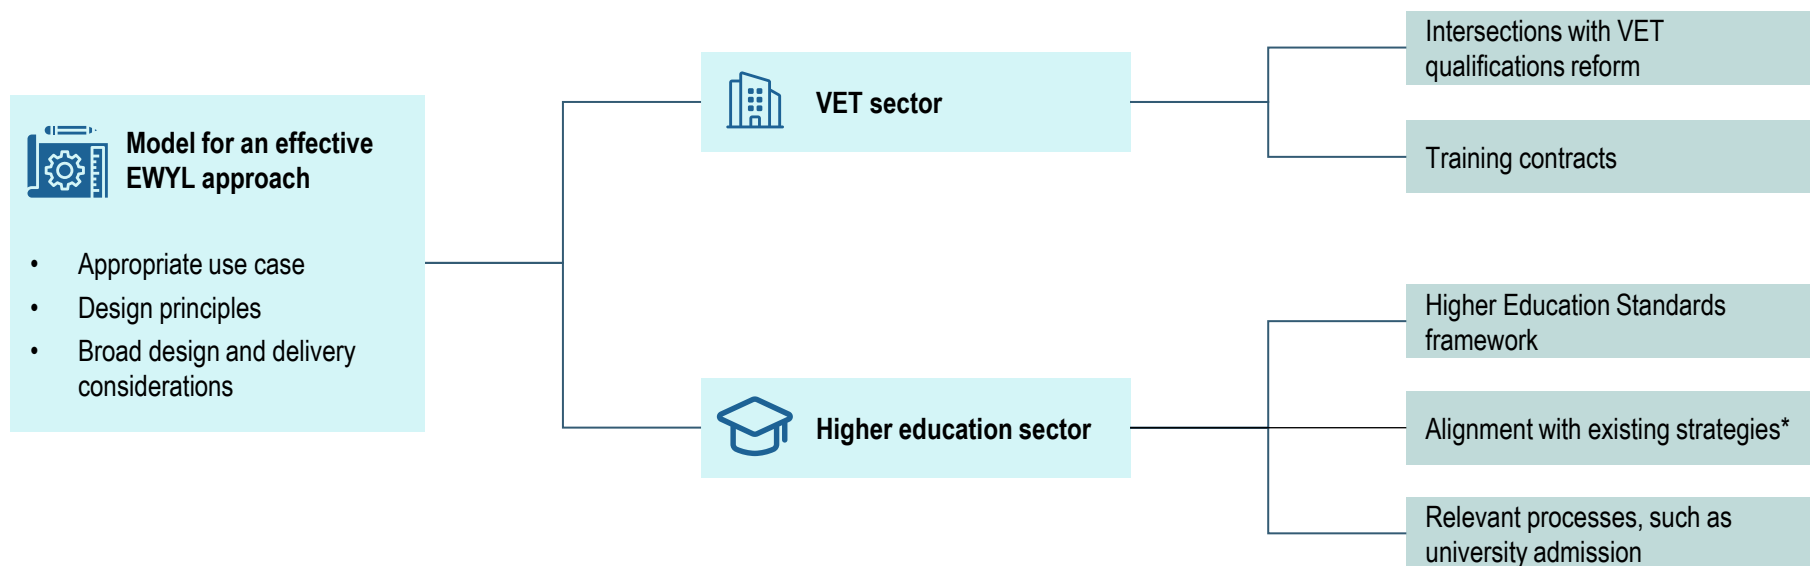 Model for an effective
EWYL approach
• Appropriate use case
• Design principles
• Broad design and delivery
considerations
VET sector
Intersections with VET
qualifications reform
Training contracts
Higher education sector
Higher Education Standards
framework
Alignment with existing strategies*
Relevant processes, such as
university admission